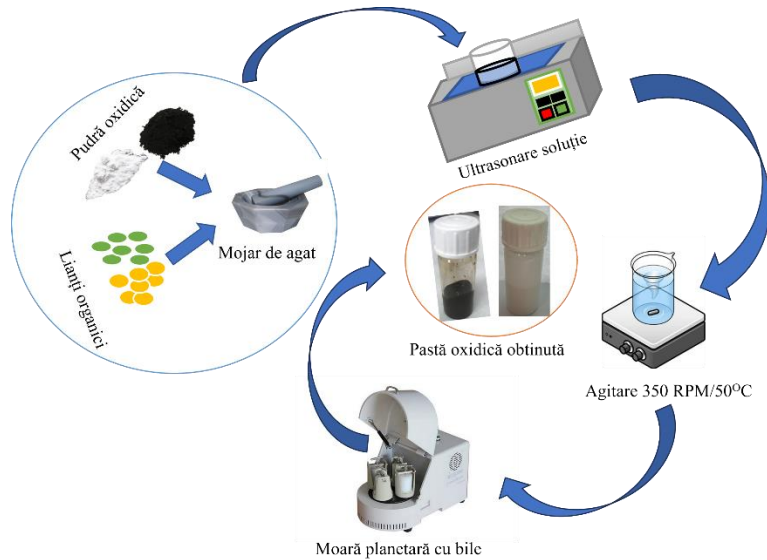 Pudră oxidică
Lianți organici
Mojar de agat
Ultrasonare soluție
Agitare 350 RPM/50°C
Moară planetară cu bile
Pastă oxidică obtinută